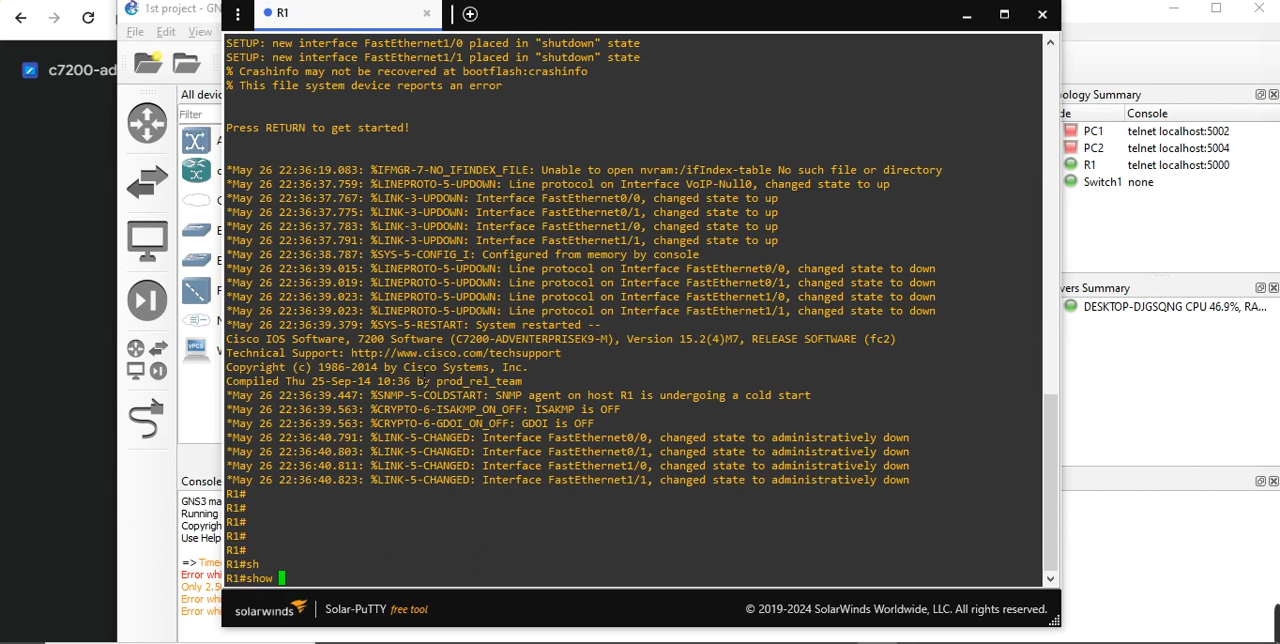 1st project - GNS3
R1
File Edit View
c7200-ad
All devi
Filter
SETUP: new interface FastEthernet1/0 placed in "shutdown" state
SETUP: new interface FastEthernet1/1 placed in "shutdown" state
% Crashinfo may not be recovered at bootflash:crashinfo
% This file system device reports an error
Press RETURN to get started!
*May 26 22:36:19.083: %IFMGR-7-NO_IFINDEX_FILE: Unable to open nvram:/ifIndex-table No such file or directory
*May 26 22:36:37.759: %LINEPROTO-5-UPDOWN: Line protocol on Interface VoIP-Null0, changed state to up
*May 26 22:36:37.767: %LINK-3-UPDOWN: Interface FastEthernet0/0, changed state to up
*May 26 22:36:37.775: %LINK-3-UPDOWN: Interface FastEthernet0/1, changed state to up
*May 26 22:36:37.783: %LINK-3-UPDOWN: Interface FastEthernet1/0, changed state to up
*May 26 22:36:37.791: %LINK-3-UPDOWN: Interface FastEthernet1/1, changed state to up
*May 26 22:36:38.787: %SYS-5-CONFIG_I: Configured from memory by console
*May 26 22:36:39.015: %LINEPROTO-5-UPDOWN: Line protocol on Interface FastEthernet0/0, changed state to down
*May 26 22:36:39.019: %LINEPROTO-5-UPDOWN: Line protocol on Interface FastEthernet0/1, changed state to down
*May 26 22:36:39.023: %LINEPROTO-5-UPDOWN: Line protocol on Interface FastEthernet1/0, changed state to down
*May 26 22:36:39.023: %LINEPROTO-5-UPDOWN: Line protocol on Interface FastEthernet1/1, changed state to down
*May 26 22:36:39.379: %SYS-5-RESTART: System restarted --
Cisco IOS Software, 7200 Software (C7200-ADVENTERPRISEK9-M), Version 15.2(4)M7, RELEASE SOFTWARE (fc2)
Technical Support: http://www.cisco.com/techsupport
Copyright (c) 1986-2014 by Cisco Systems, Inc.
Compiled Thu 25-Sep-14 10:36 by prod_rel_team
*May 26 22:36:39.447: %SNMP-5-COLDSTART: SNMP agent on host R1 is undergoing a cold start
*May 26 22:36:39.563: %CRYPTO-6-ISAKMP_ON_OFF: ISAKMP is OFF
*May 26 22:36:39.563: %CRYPTO-6-GDOI_ON_OFF: GDOI is OFF
*May 26 22:36:40.791: %LINK-5-CHANGED: Interface FastEthernet0/0, changed state to administratively down
*May 26 22:36:40.803: %LINK-5-CHANGED: Interface FastEthernet0/1, changed state to administratively down
*May 26 22:36:40.811: %LINK-5-CHANGED: Interface FastEthernet1/0, changed state to administratively down
*May 26 22:36:40.823: %LINK-5-CHANGED: Interface FastEthernet1/1, changed state to administratively down
R1#
R1#
R1#
R1#
R1#
R1#sh
R1#show
solarwinds Solar-PuTTY free tool
© 2019-2024 SolarWinds Worldwide, LLC. All rights reserved.
ology Summary
de Console
PC1 telnet localhost:5002
PC2 telnet localhost:5004
R1 telnet localhost:5000
Switch1 none
vers Summary
DESKTOP-DJGSQNG CPU 46.9%, RA...
VPCS
Console
GNS3 ma
Running
Copyrigh
Use Help
=> Time
Error whi
Only 2.5
Error whi
Error whi